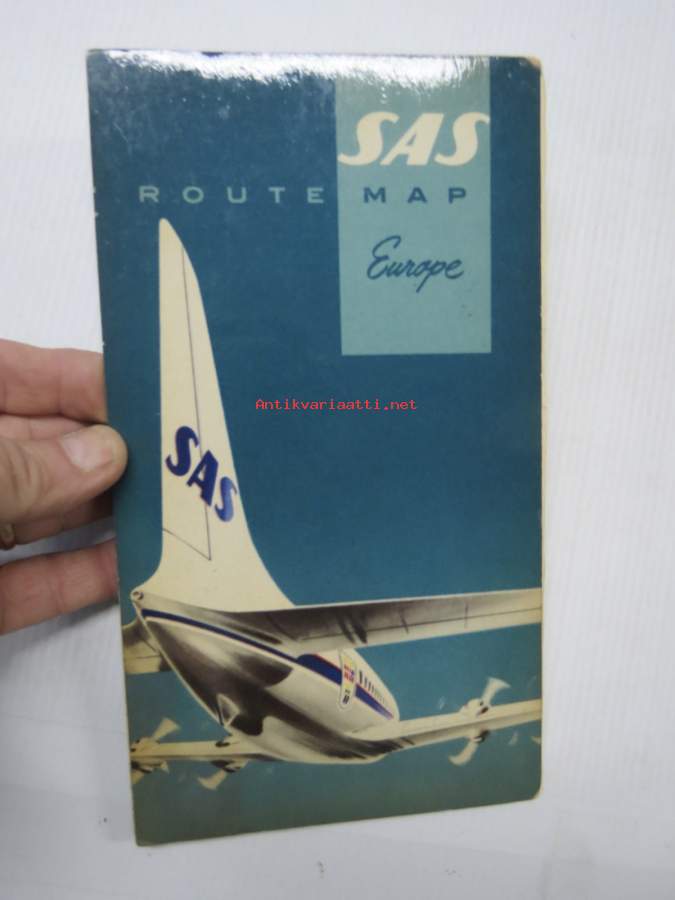 SAS
ROUTE MAP
Europe
Antikvariaatti.net
SAS